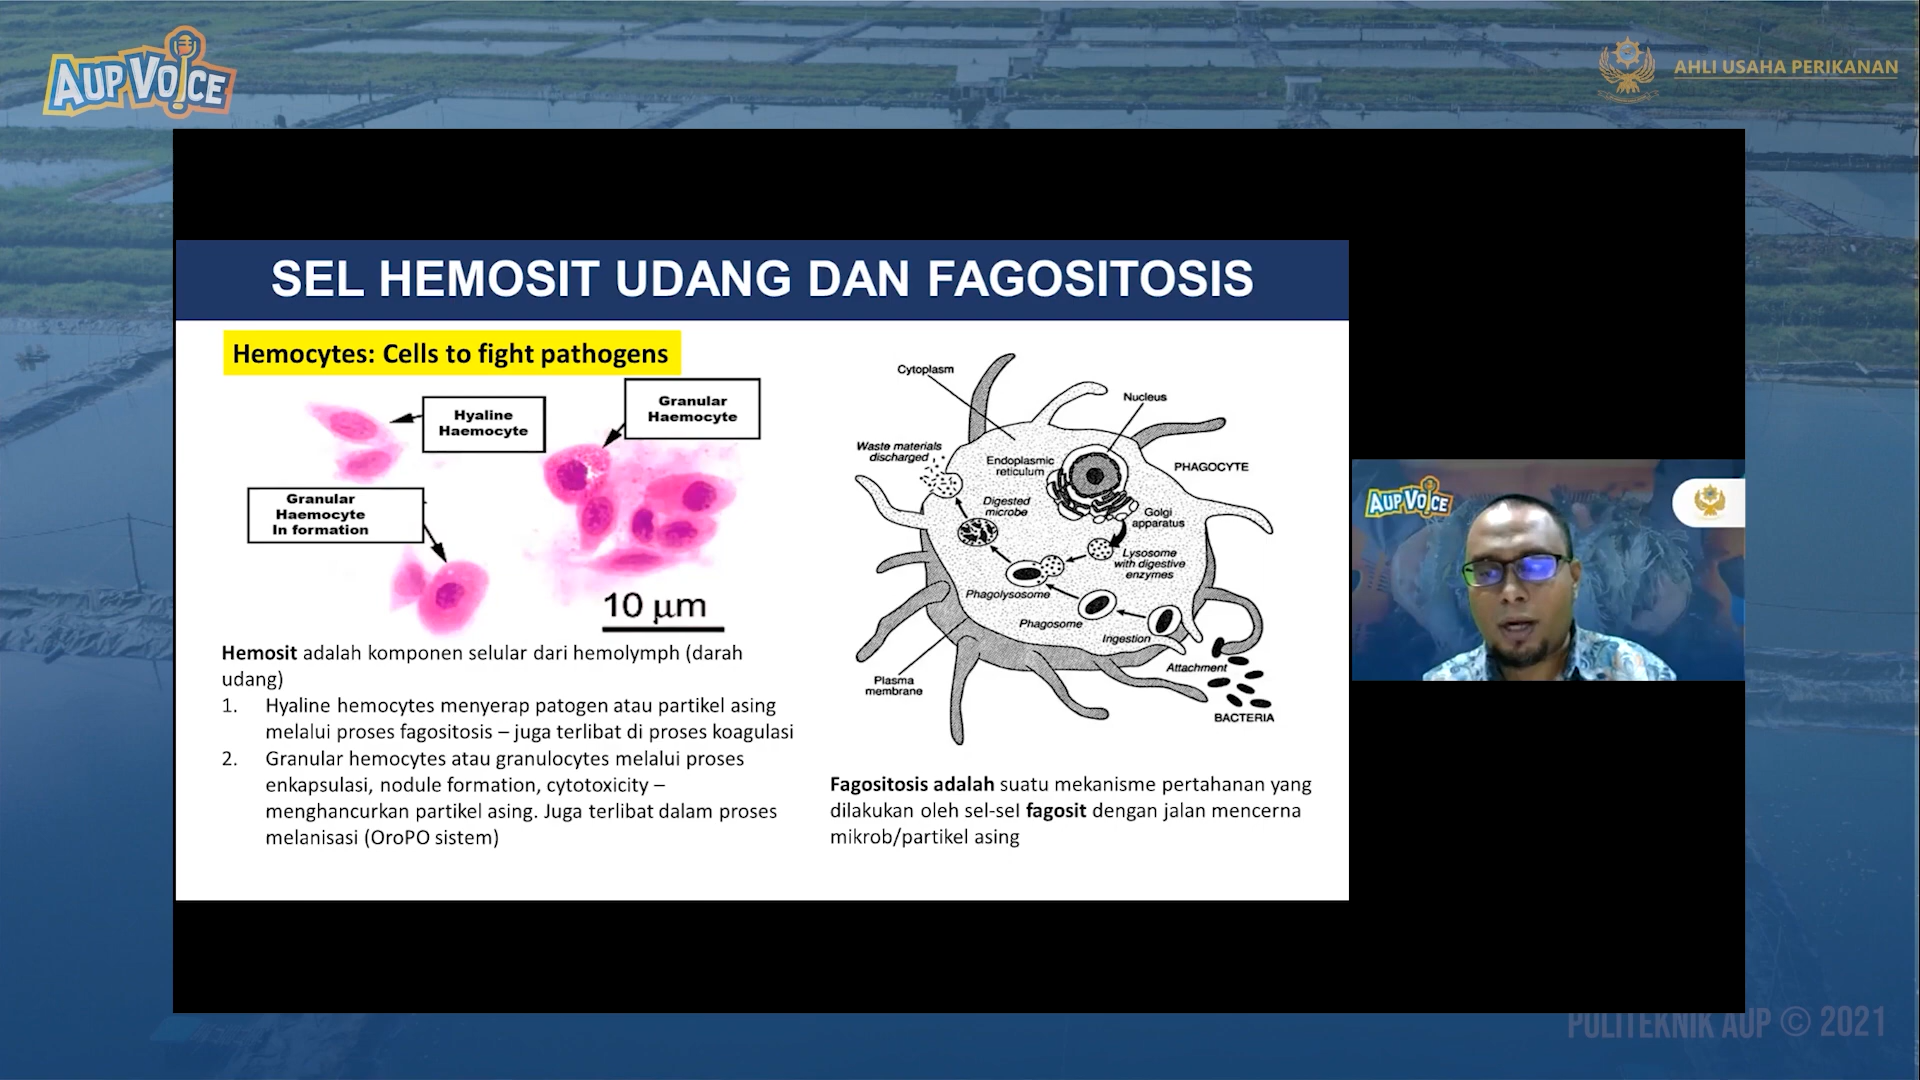 AUP VOICE
AHLI USAHA PERIKANAN
SEL HEMOSIT UDANG DAN FAGOSITOSIS
Hemocytes: Cells to fight pathogens
Hyaline
Haemocyte
Granular
Haemocyte
Granular
Haemocyte
In formation
10 µm
Hemosit adalah komponen selular dari hemolymph (darah
udang)
1. Hyaline hemocytes menyerap patogen atau partikel asing
melalui proses fagositosis – juga terlibat di proses koagulasi
2. Granular hemocytes atau granulocytes melalui proses
enkapsulasi, nodule formation, cytotoxicity –
menghancurkan partikel asing. Juga terlibat dalam proses
melanisasi (OroPO sistem)
Cytoplasm
Nucleus
Waste materials
discharged
Endoplasmic
reticulum
PHAGOCYTE
Digested
microbe
Golgi
apparatus
Lysosome
with digestive
enzymes
Phagolysosome
Phagosome
Ingestion
Attachment
Plasma
membrane
BACTERIA
Fagositosis adalah suatu mekanisme pertahanan yang
dilakukan oleh sel-sel fagosit dengan jalan mencerna
mikrob/partikel asing
AUP VOICE
POLITEKNIK AUP © 2021